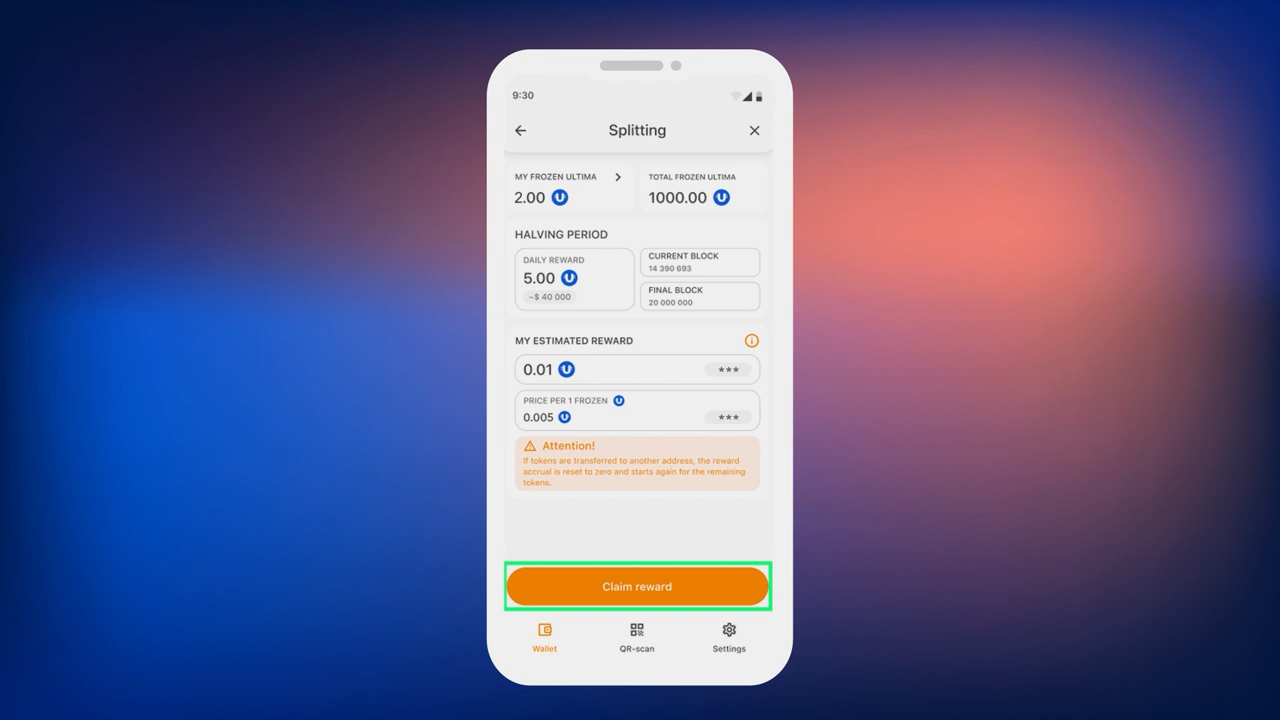 9:30
Splitting
MY FROZEN ULTIMA
2.00
TOTAL FROZEN ULTIMA
1000.00
HALVING PERIOD
DAILY REWARD
5.00
~$ 40 000
CURRENT BLOCK
14 390 693
FINAL BLOCK
20 000 000
MY ESTIMATED REWARD
0.01 ***
PRICE PER 1 FROZEN
0.005 ***
Attention!
If tokens are transferred to another address, the reward
accrual is reset to zero and starts again for the remaining
tokens.
Claim reward
Wallet
QR-scan
Settings